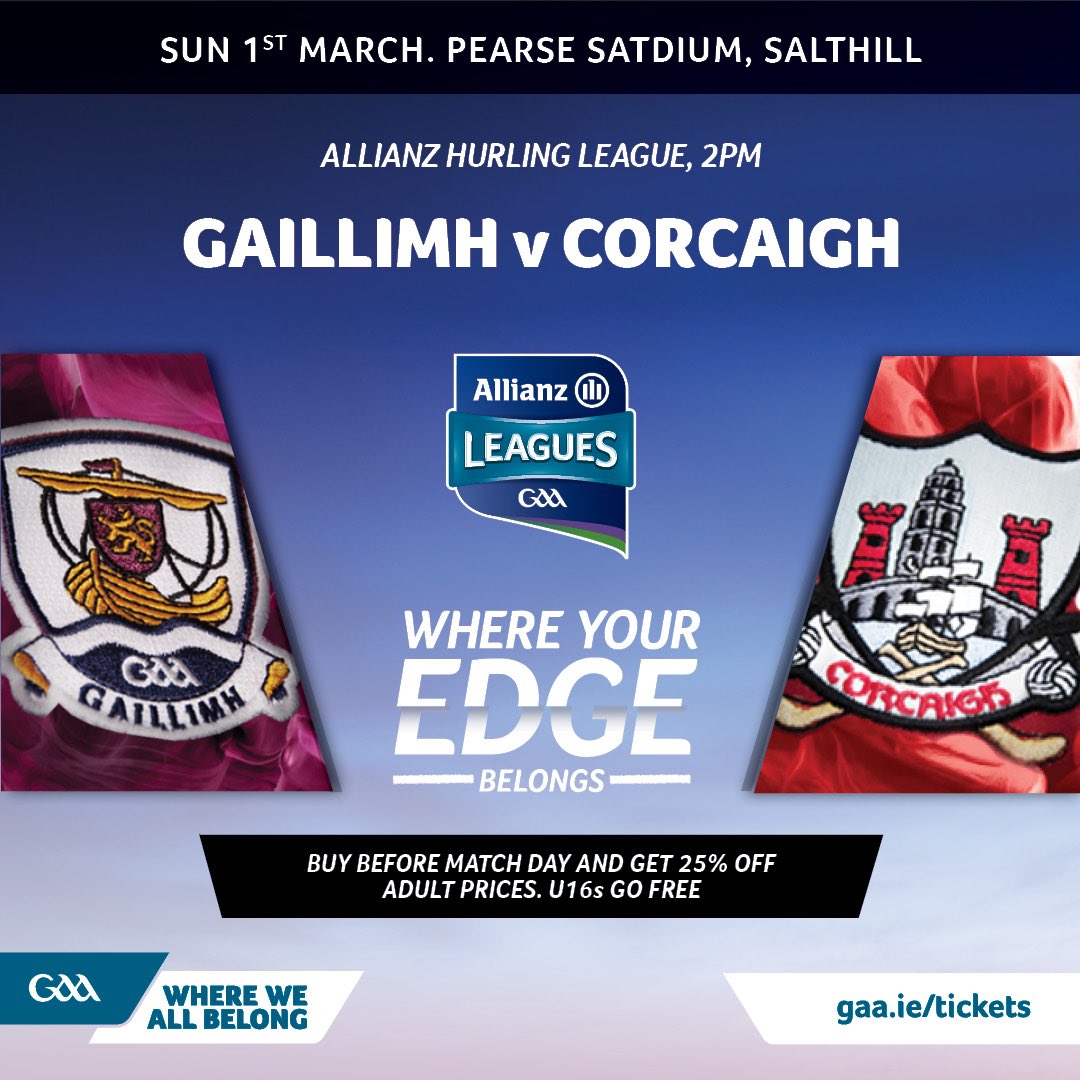 SUN 1ST MARCH. PEARSE SATDIUM, SALTHILL
ALLIANZ HURLING LEAGUE, 2PM
GAILLIMH v CORCAIGH
Allianz
LEAGUES
GAA
GAA
GAILLIMH
CORCAIGH
WHERE YOUR
EDGE
BELONGS
BUY BEFORE MATCH DAY AND GET 25% OFF
ADULT PRICES. U16s GO FREE
GAA
WHERE WE
ALL BELONG
gaa.ie/tickets